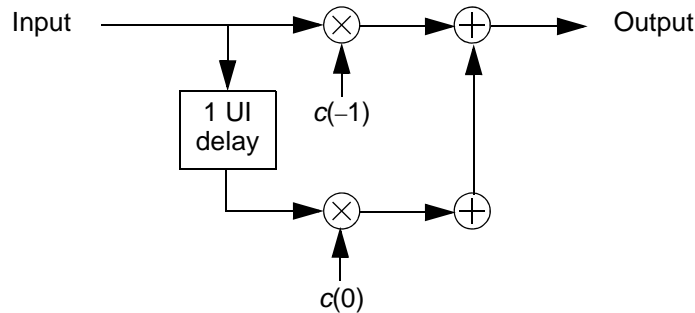 Input
Output
c(−1)
1 UI
delay
c(0)